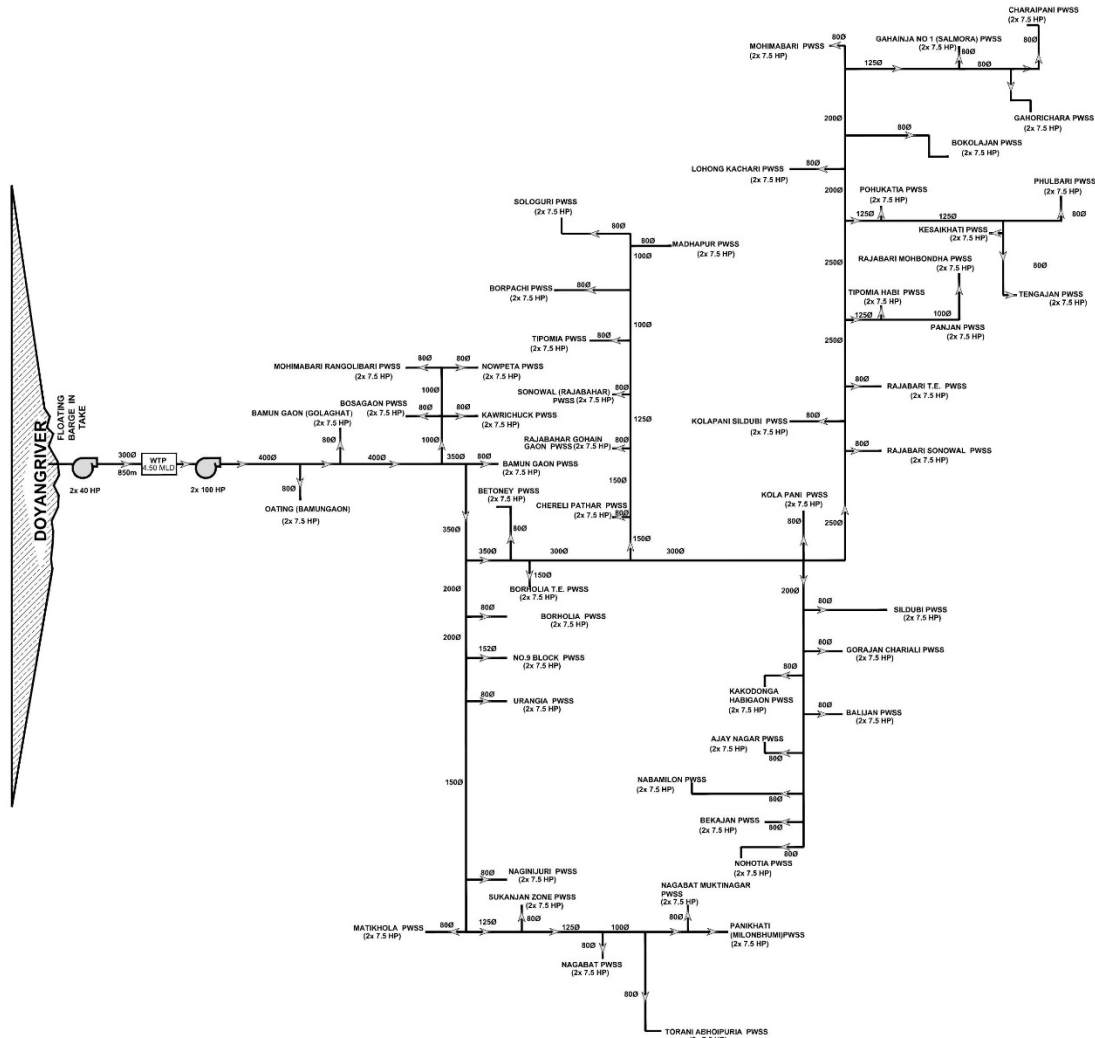 CHARAIPANI PWSS
(2x 7.5 HP)
80Ø
GAHAINJA NO 1 (SALMORA) PWSS
(2x 7.5 HP)
80Ø
80Ø
MOHIMABARI PWSS
(2x 7.5 HP)
80Ø
125Ø
80Ø
GAHORICHARA PWSS
(2x 7.5 HP)
200Ø
80Ø
BOKOLAJAN PWSS
(2x 7.5 HP)
LOHONG KACHARI PWSS
(2x 7.5 HP)
80Ø
200Ø
POHUKATIA PWSS
(2x 7.5 HP)
PHULBARI PWSS
(2x 7.5 HP)
125Ø
125Ø
80Ø
KESAIKHATI PWSS
(2x 7.5 HP)
250Ø
RAJABARI MOHBONDHA PWSS
(2x 7.5 HP)
80Ø
TENGAJAN PWSS
(2x 7.5 HP)
TIPOMIA HABI PWSS
(2x 7.5 HP)
125Ø
100Ø
PANJAN PWSS
(2x 7.5 HP)
250Ø
RAJABARI T.E. PWSS
(2x 7.5 HP)
80Ø
KOLAPANI SILDUBI PWSS
(2x 7.5 HP)
80Ø
80Ø
RAJABARI SONOWAL PWSS
(2x 7.5 HP)
SOLOGURI PWSS
(2x 7.5 HP)
80Ø
80Ø
MADHAPUR PWSS
(2x 7.5 HP)
100Ø
BORPACHI PWSS
(2x 7.5 HP)
80Ø
100Ø
TIPOMIA PWSS
(2x 7.5 HP)
80Ø
SONOWAL (RAJABAHAR)
PWSS
(2x 7.5 HP)
80Ø
125Ø
RAJABAHAR GOHAIN
GAON PWSS
(2x 7.5 HP)
80Ø
150Ø
CHERELI PATHAR PWSS
(2x 7.5 HP)
80Ø
150Ø
MOHIMABARI RANGOLIBARI PWSS
(2x 7.5 HP)
80Ø
80Ø
NOWPETA PWSS
(2x 7.5 HP)
100Ø
BOSAGAON PWSS
(2x 7.5 HP)
80Ø
80Ø
KAWRICHUCK PWSS
(2x 7.5 HP)
100Ø
BAMUN GAON (GOLAGHAT)
(2x 7.5 HP)
80Ø
DOYANGRIVER
FLOATING
BARGE IN
TAKE
2x 40 HP
300Ø
850m
WTP
4.50 MLD
2x 100 HP
400Ø
400Ø
350Ø
80Ø
BAMUN GAON PWSS
(2x 7.5 HP)
80Ø
OATING (BAMUNGAON)
(2x 7.5 HP)
BETONEY PWSS
(2x 7.5 HP)
80Ø
350Ø
350Ø
300Ø
300Ø
150Ø
BORHOLIA T.E. PWSS
(2x 7.5 HP)
KOLA PANI PWSS
(2x 7.5 HP)
80Ø
250Ø
200Ø
80Ø
BORHOLIA PWSS
(2x 7.5 HP)
200Ø
152Ø
NO.9 BLOCK PWSS
(2x 7.5 HP)
80Ø
URANGIA PWSS
(2x 7.5 HP)
150Ø
200Ø
80Ø
SILDUBI PWSS
(2x 7.5 HP)
80Ø
GORAJAN CHARIALI PWSS
(2x 7.5 HP)
80Ø
KAKODONGA
HABIGAON PWSS
(2x 7.5 HP)
80Ø
BALIJAN PWSS
(2x 7.5 HP)
AJAY NAGAR PWSS
(2x 7.5 HP)
80Ø
NABAMILON PWSS
(2x 7.5 HP)
80Ø
BEKAJAN PWSS
(2x 7.5 HP)
80Ø
80Ø
NOHOTIA PWSS
(2x 7.5 HP)
80Ø
NAGINIJURI PWSS
(2x 7.5 HP)
MATIKHOLA PWSS
(2x 7.5 HP)
80Ø
125Ø
SUKANJAN ZONE PWSS
(2x 7.5 HP)
80Ø
125Ø
100Ø
80Ø
NAGABAT PWSS
(2x 7.5 HP)
NAGABAT MUKTINAGAR
PWSS
(2x 7.5 HP)
80Ø
PANIKHATI
(MILONBHUMI)PWSS
(2x 7.5 HP)
80Ø
TORANI ABHOIPURIA PWSS